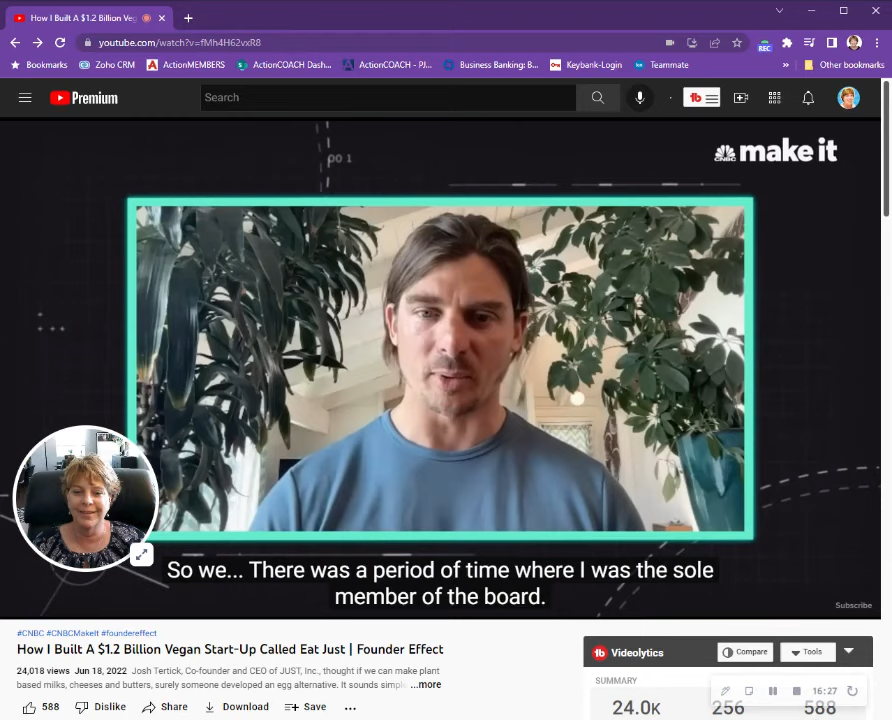 How I Built A $1.2 Billion Veg
youtube.com/watch?v=fMh4H62vxR8
REC
Bookmarks
Zoho CRM
ActionMEMBERS
ActionCOACH Dash...
ActionCOACH - PJ...
Business Banking: B...
Keybank-Login
Teammate
»
Other bookmarks
Premium
Search
tb
00 1
CNBC make it
So we... There was a period of time where I was the sole
member of the board.
Subscribe
#CNBC #CNBCMakeIt #foundereffect
How I Built A $1.2 Billion Vegan Start-Up Called Eat Just | Founder Effect
24,018 views Jun 18, 2022 Josh Tertick, Co-founder and CEO of JUST, Inc., thought if we can make plant
based milks, cheeses and butters, surely someone developed an egg alternative. It sounds simple ...more
588
Dislike
Share
Download
Save
...
tb Videolytics
Compare
Tools
SUMMARY
24.0K
256
588
16:27